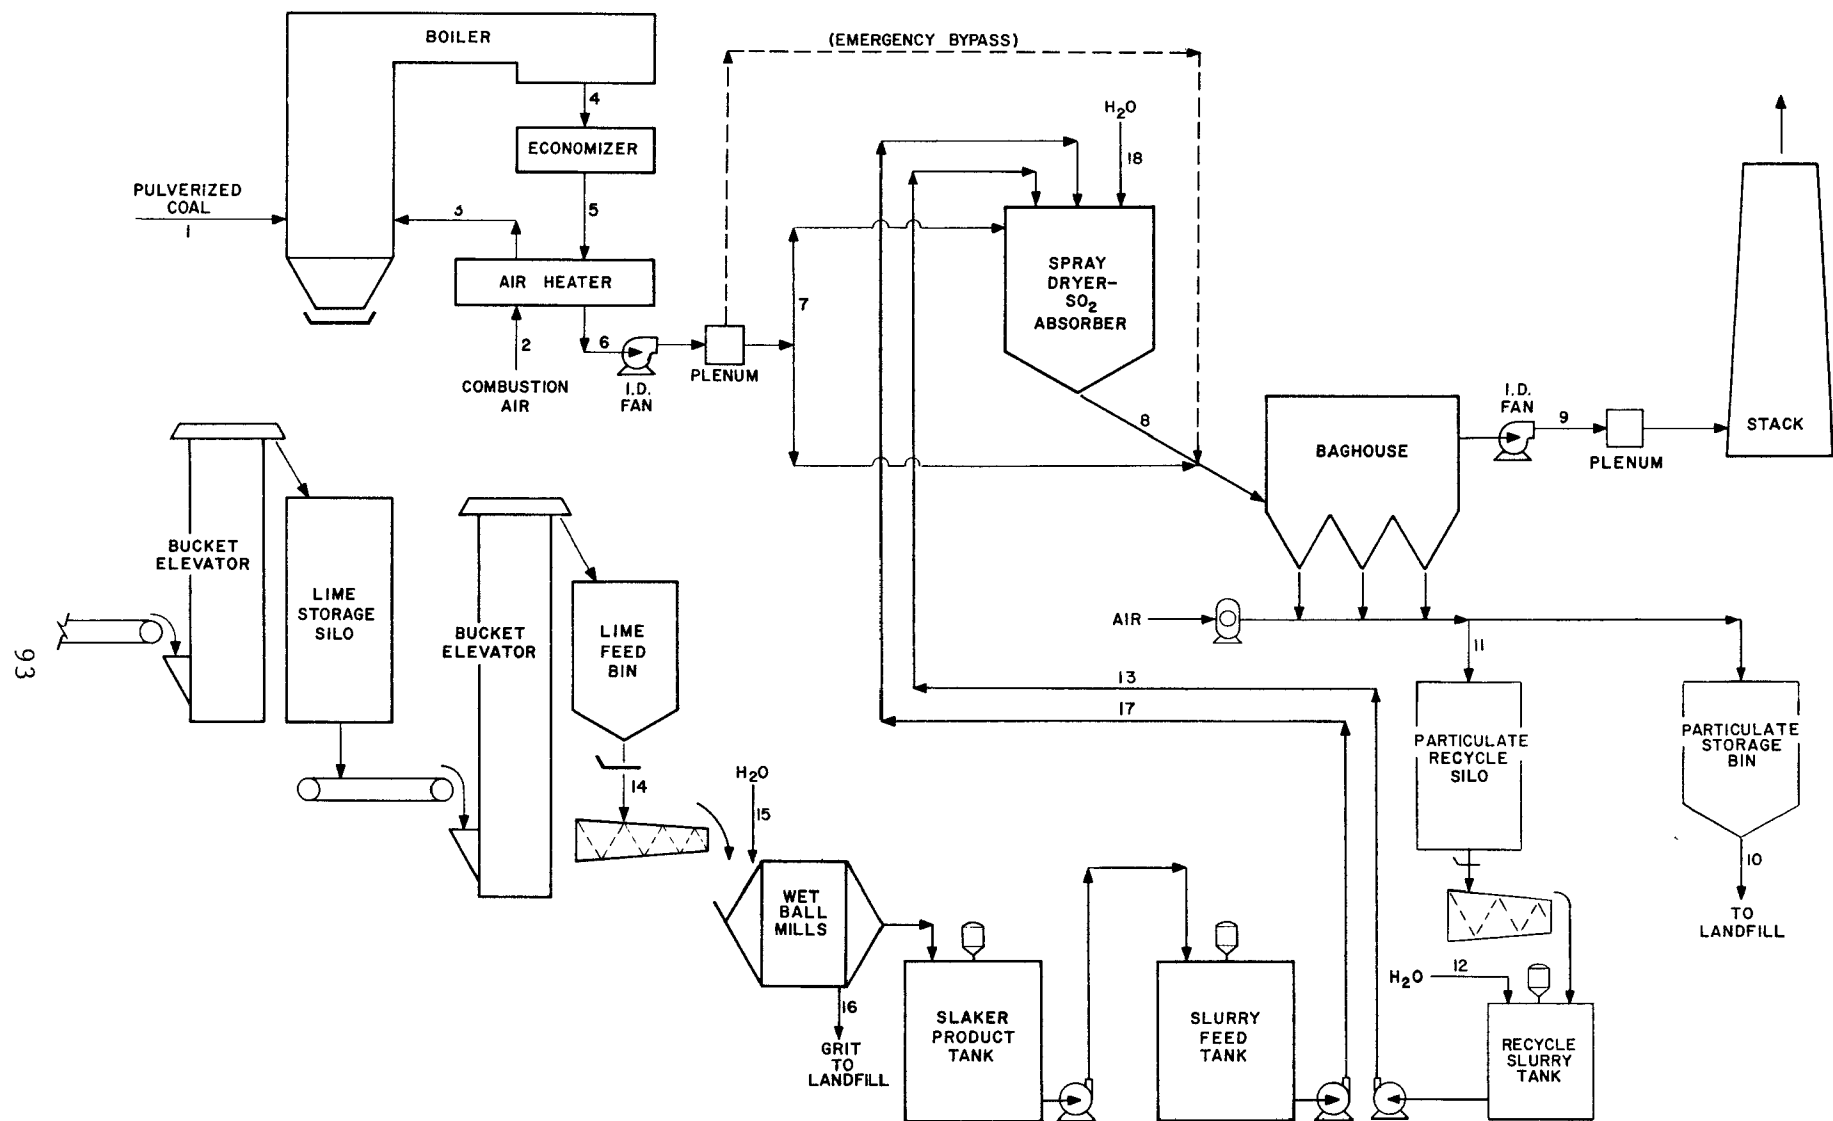 BOILER
(EMERGENCY BYPASS)
4
H2O
ECONOMIZER
18
PULVERIZED
COAL
1
3
5
AIR HEATER
SPRAY
DRYER-
SO2
ABSORBER
7
2
6
COMBUSTION
AIR
I.D.
FAN
PLENUM
8
I.D.
FAN
9
PLENUM
STACK
BAGHOUSE
BUCKET
ELEVATOR
LIME
STORAGE
SILO
BUCKET
ELEVATOR
LIME
FEED
BIN
AIR
11
93
13
17
PARTICULATE
RECYCLE
SILO
PARTICULATE
STORAGE
BIN
14
H2O
15
10
TO
LANDFILL
WET
BALL
MILLS
16
GRIT
TO
LANDFILL
SLAKER
PRODUCT
TANK
SLURRY
FEED
TANK
H2O
12
RECYCLE
SLURRY
TANK